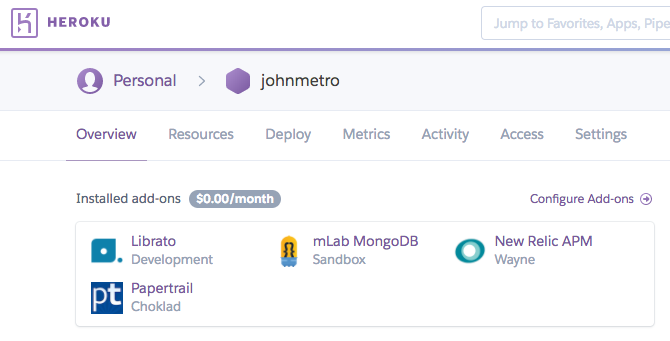 HEROKU
Jump to Favorites, Apps, Pipe
Personal > johnmetro
Overview Resources Deploy Metrics Activity Access Settings
Installed add-ons $0.00/month Configure Add-ons
Librato mLab MongoDB New Relic APM
Development Sandbox Wayne
pt Papertrail
Choklad